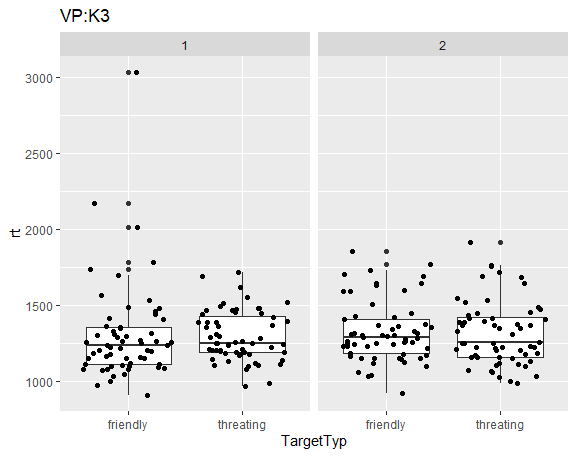 VP:K3
1
2
3000
2500
2000
1500
1000
rt
friendly
threating
friendly
threating
TargetTyp